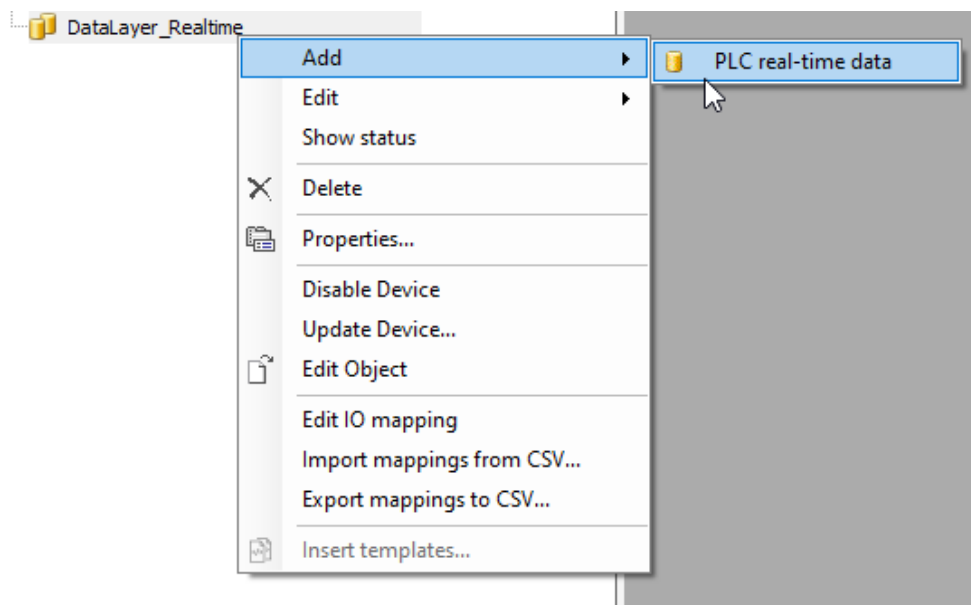 DataLayer_Realtime
Add
PLC real-time data
Edit
Show status
Delete
Properties...
Disable Device
Update Device...
Edit Object
Edit IO mapping
Import mappings from CSV...
Export mappings to CSV...
Insert templates...